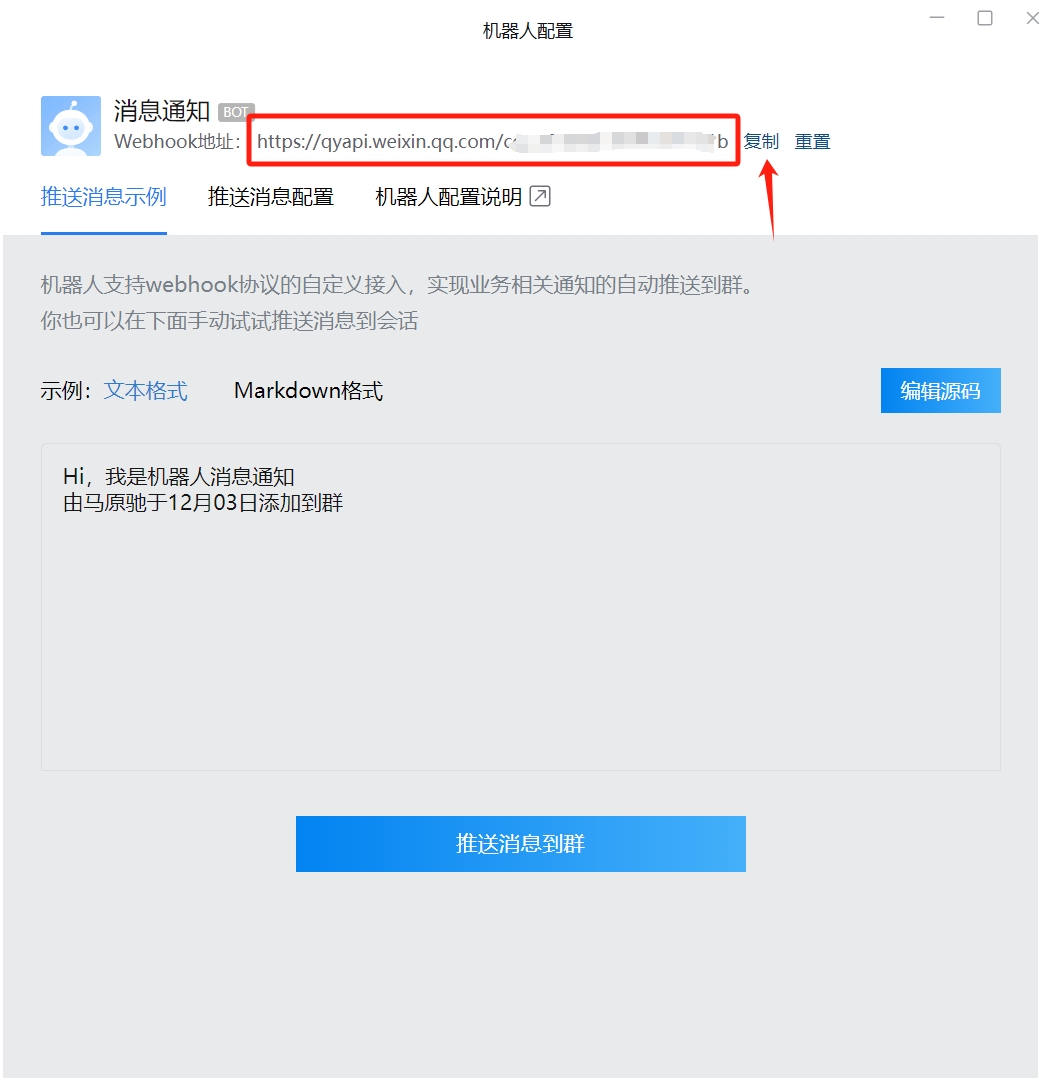 机器人配置
消息通知 BOT
Webhook地址: https://qyapi.weixin.qq.com/c b 复制 重置
推送消息示例 推送消息配置 机器人配置说明
机器人支持webhook协议的自定义接入，实现业务相关通知的自动推送到群。
你也可以在下面手动试试推送消息到会话
示例： 文本格式 Markdown格式 编辑源码
Hi，我是机器人消息通知
由马原驰于12月03日添加到群
推送消息到群